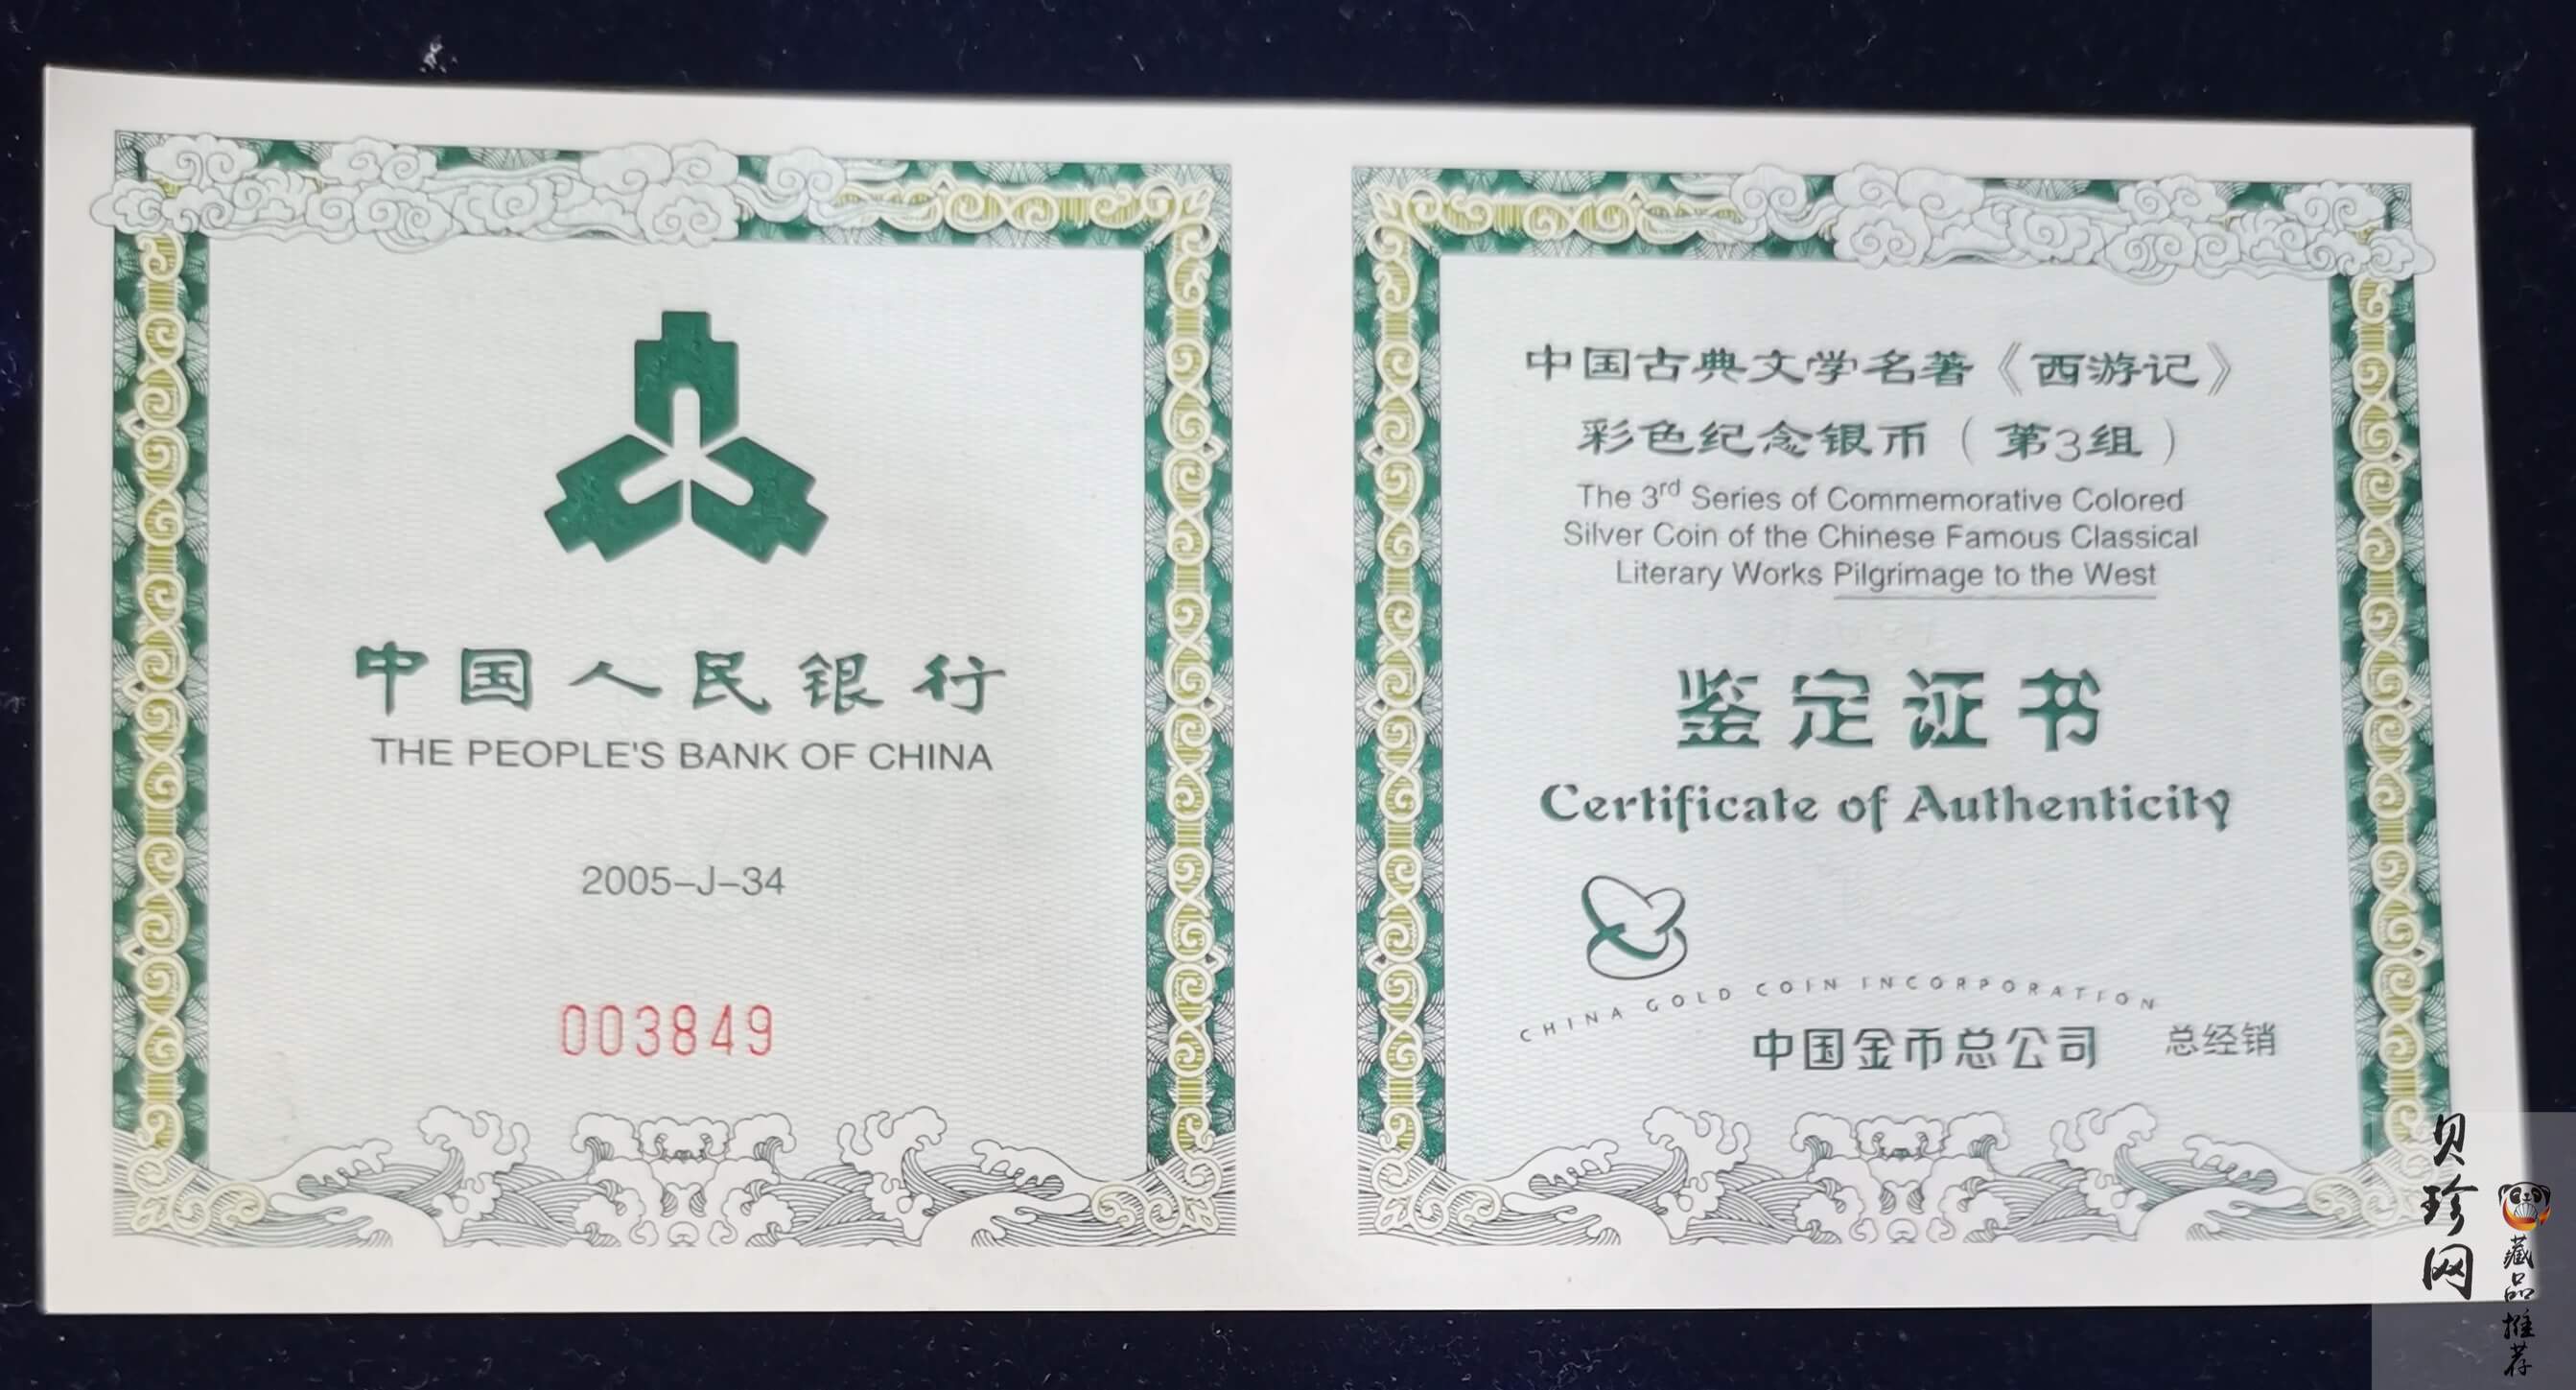 中国人民银行
THE PEOPLE'S BANK OF CHINA
2005–J–34
003849
中国古典文学名著《西游记》
彩色纪念银币（第3组）
The 3rd Series of Commemorative Colored
Silver Coin of the Chinese Famous Classical
Literary Works Pilgrimage to the West
鉴定证书
Certificate of Authenticity
CHINA GOLD COIN INCORPORATION
中国金币总公司 总经销
贝珍网
藏品推荐